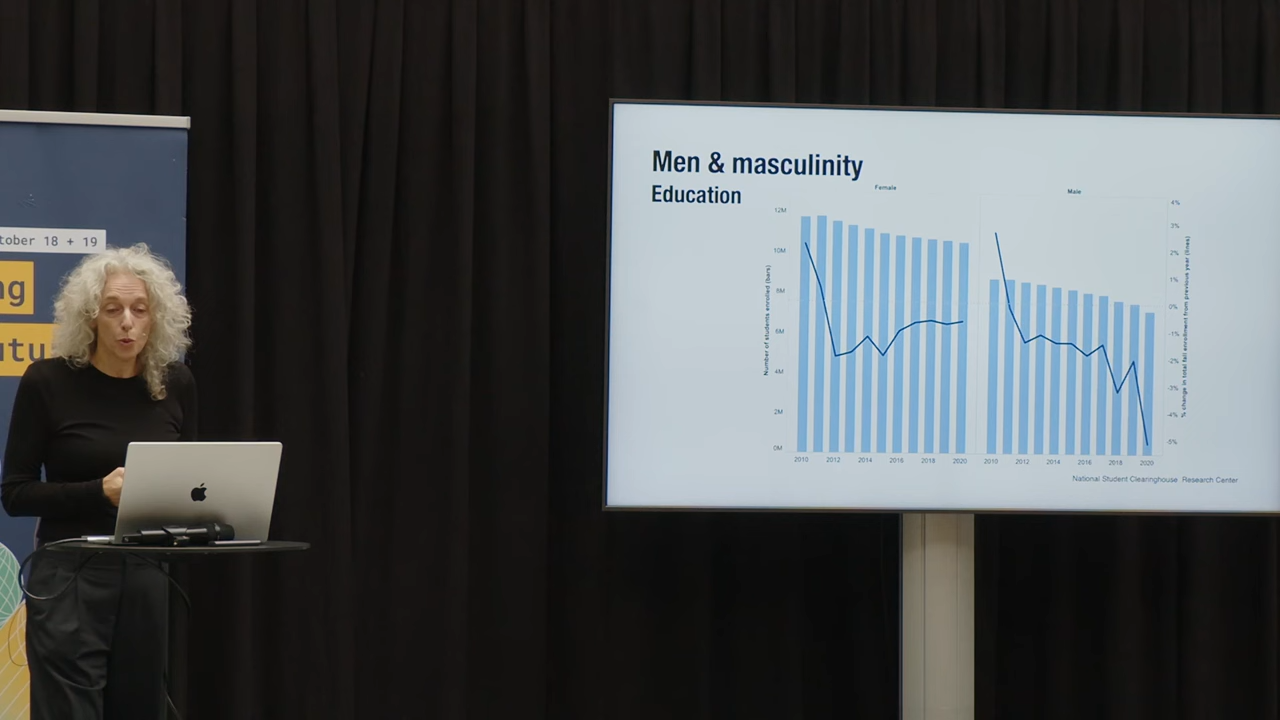 tober 18 + 19
ng
utu
Men & masculinity
Education
Female
Male
12M
10M
8M
6M
4M
2M
0M
Number of students enrolled (bars)
2010
2012
2014
2016
2018
2020
2010
2012
2014
2016
2018
2020
4%
3%
2%
1%
-0%
-1%
-2%
-3%
-4%
-5%
% change in total fall enrollment from previous year (lines)
National Student Clearinghouse Research Center